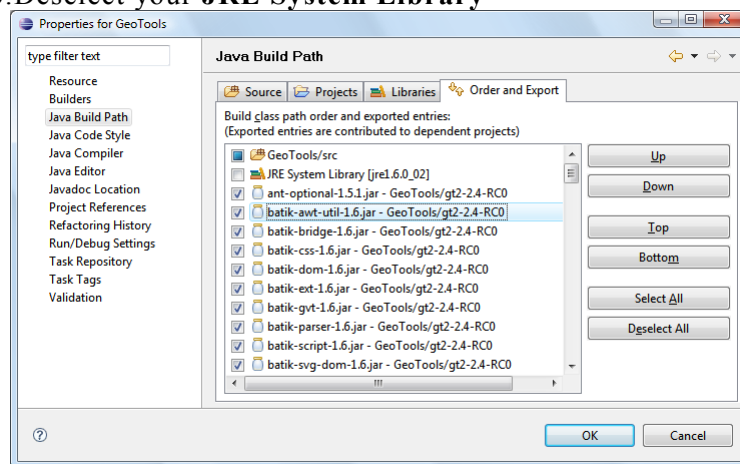 Deselect your JRE System Library
Properties for GeoTools
type filter text
Resource
Builders
Java Build Path
Java Code Style
Java Compiler
Java Editor
Javadoc Location
Project References
Refactoring History
Run/Debug Settings
Task Repository
Task Tags
Validation
Java Build Path
Source Projects Libraries Order and Export
Build class path order and exported entries:
(Exported entries are contributed to dependent projects)
GeoTools/src
JRE System Library [jre1.6.0_02]
ant-optional-1.5.1.jar - GeoTools/gt2-2.4-RC0
batik-awt-util-1.6.jar - GeoTools/gt2-2.4-RC0
batik-bridge-1.6.jar - GeoTools/gt2-2.4-RC0
batik-css-1.6.jar - GeoTools/gt2-2.4-RC0
batik-dom-1.6.jar - GeoTools/gt2-2.4-RC0
batik-ext-1.6.jar - GeoTools/gt2-2.4-RC0
batik-gvt-1.6.jar - GeoTools/gt2-2.4-RC0
batik-parser-1.6.jar - GeoTools/gt2-2.4-RC0
batik-script-1.6.jar - GeoTools/gt2-2.4-RC0
batik-svg-dom-1.6.jar - GeoTools/gt2-2.4-RC0
Up
Down
Top
Bottom
Select All
Deselect All
OK
Cancel